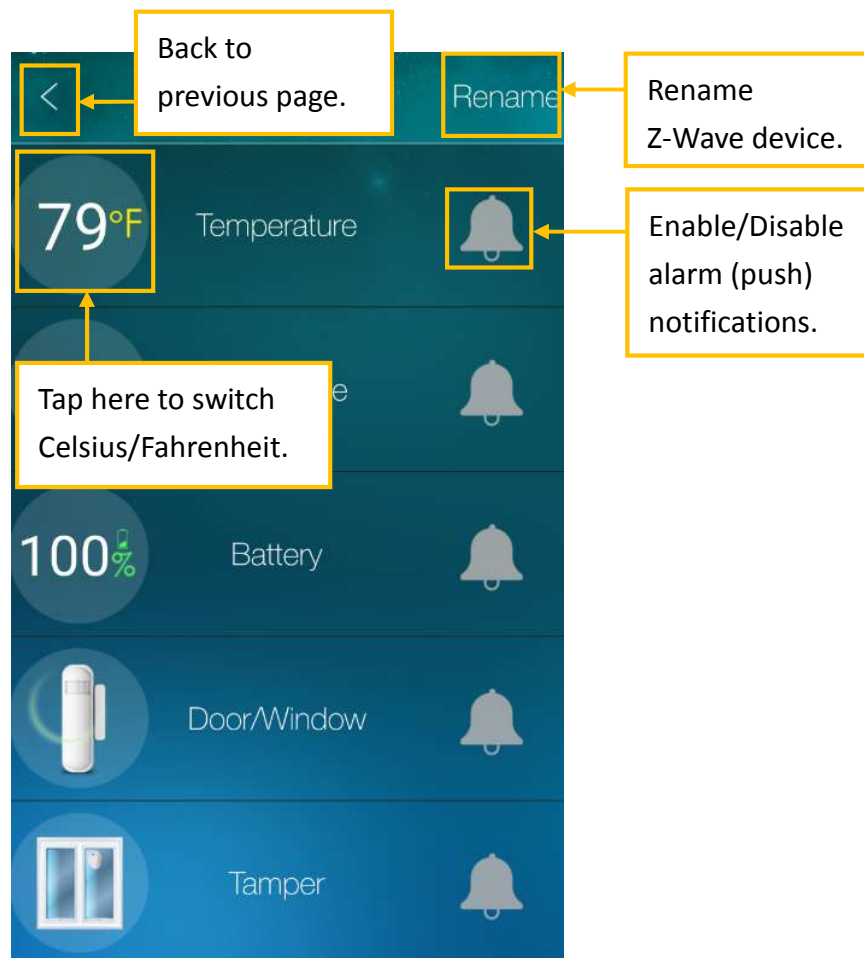 Back to
previous page.
<
Rename
Rename
Z-Wave device.
79°F
Temperature
Enable/Disable
alarm (push)
notifications.
Tap here to switch
Celsius/Fahrenheit.
100%
Battery
Door/Window
Tamper